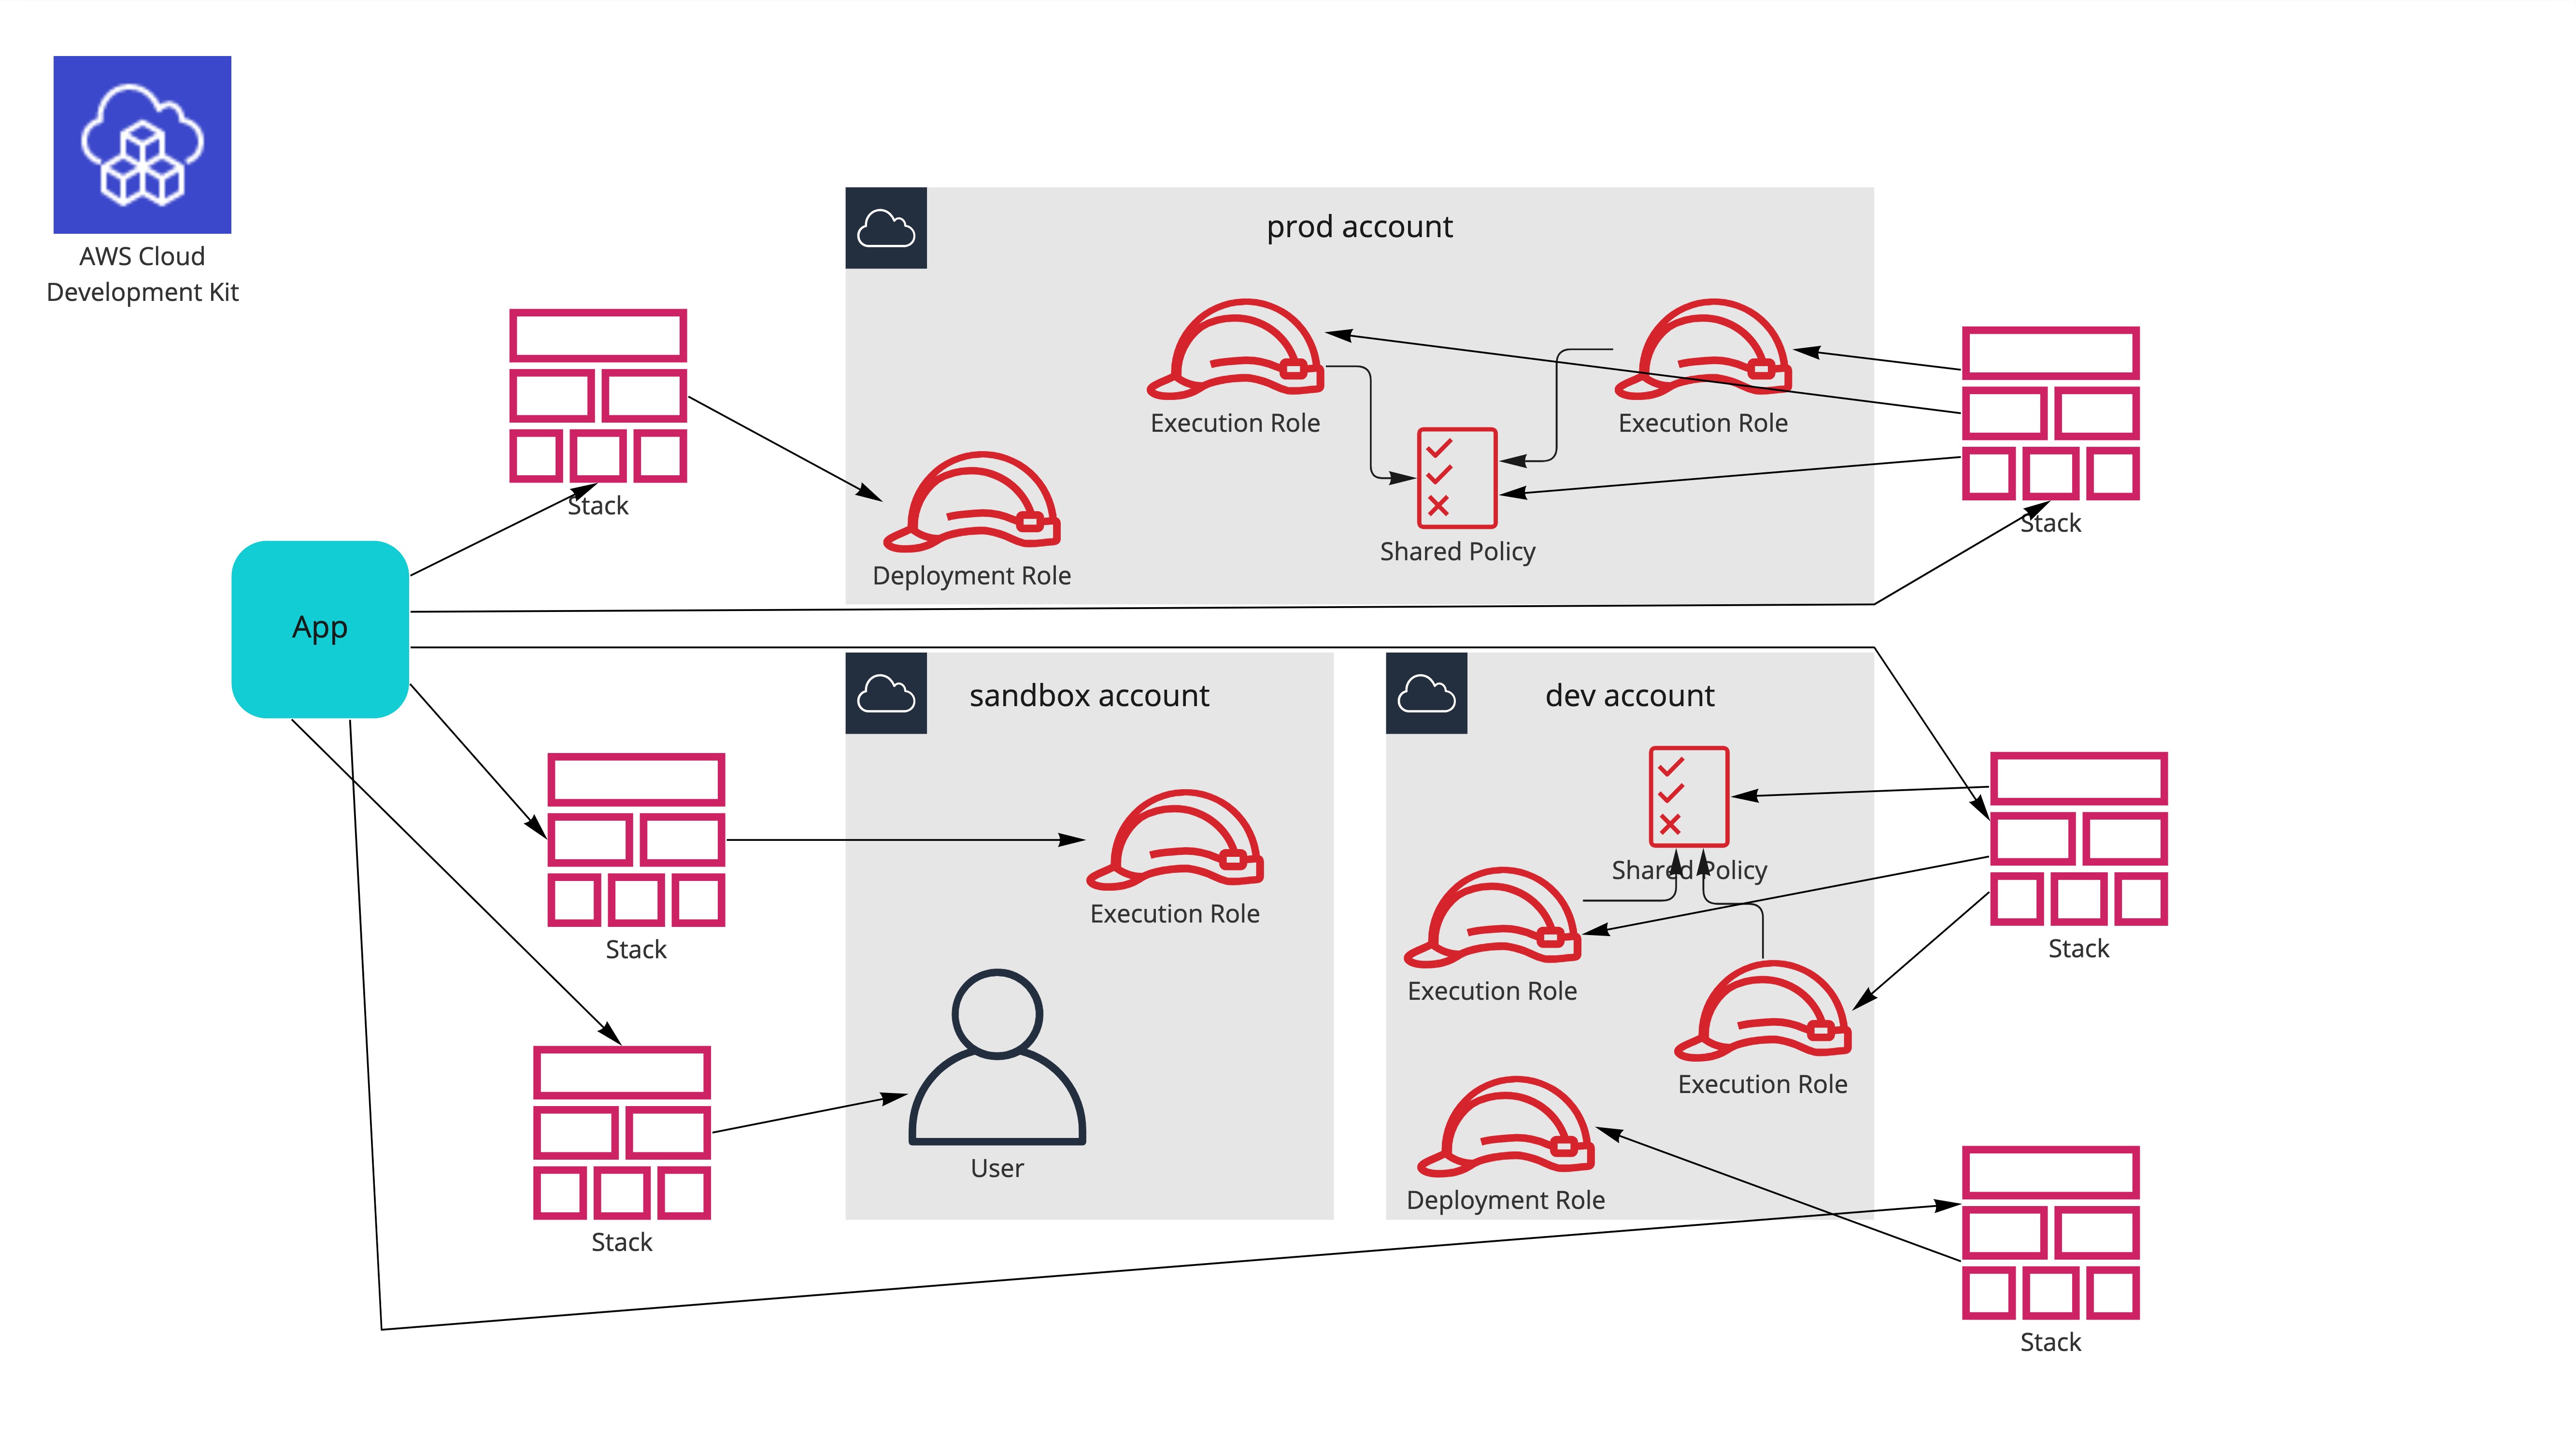 AWS Cloud
Development Kit
prod account
Execution Role
Execution Role
Stack
Stack
Shared Policy
Deployment Role
App
sandbox account
dev account
Shared Policy
Execution Role
Stack
Stack
Execution Role
Execution Role
User
Deployment Role
Stack
Stack